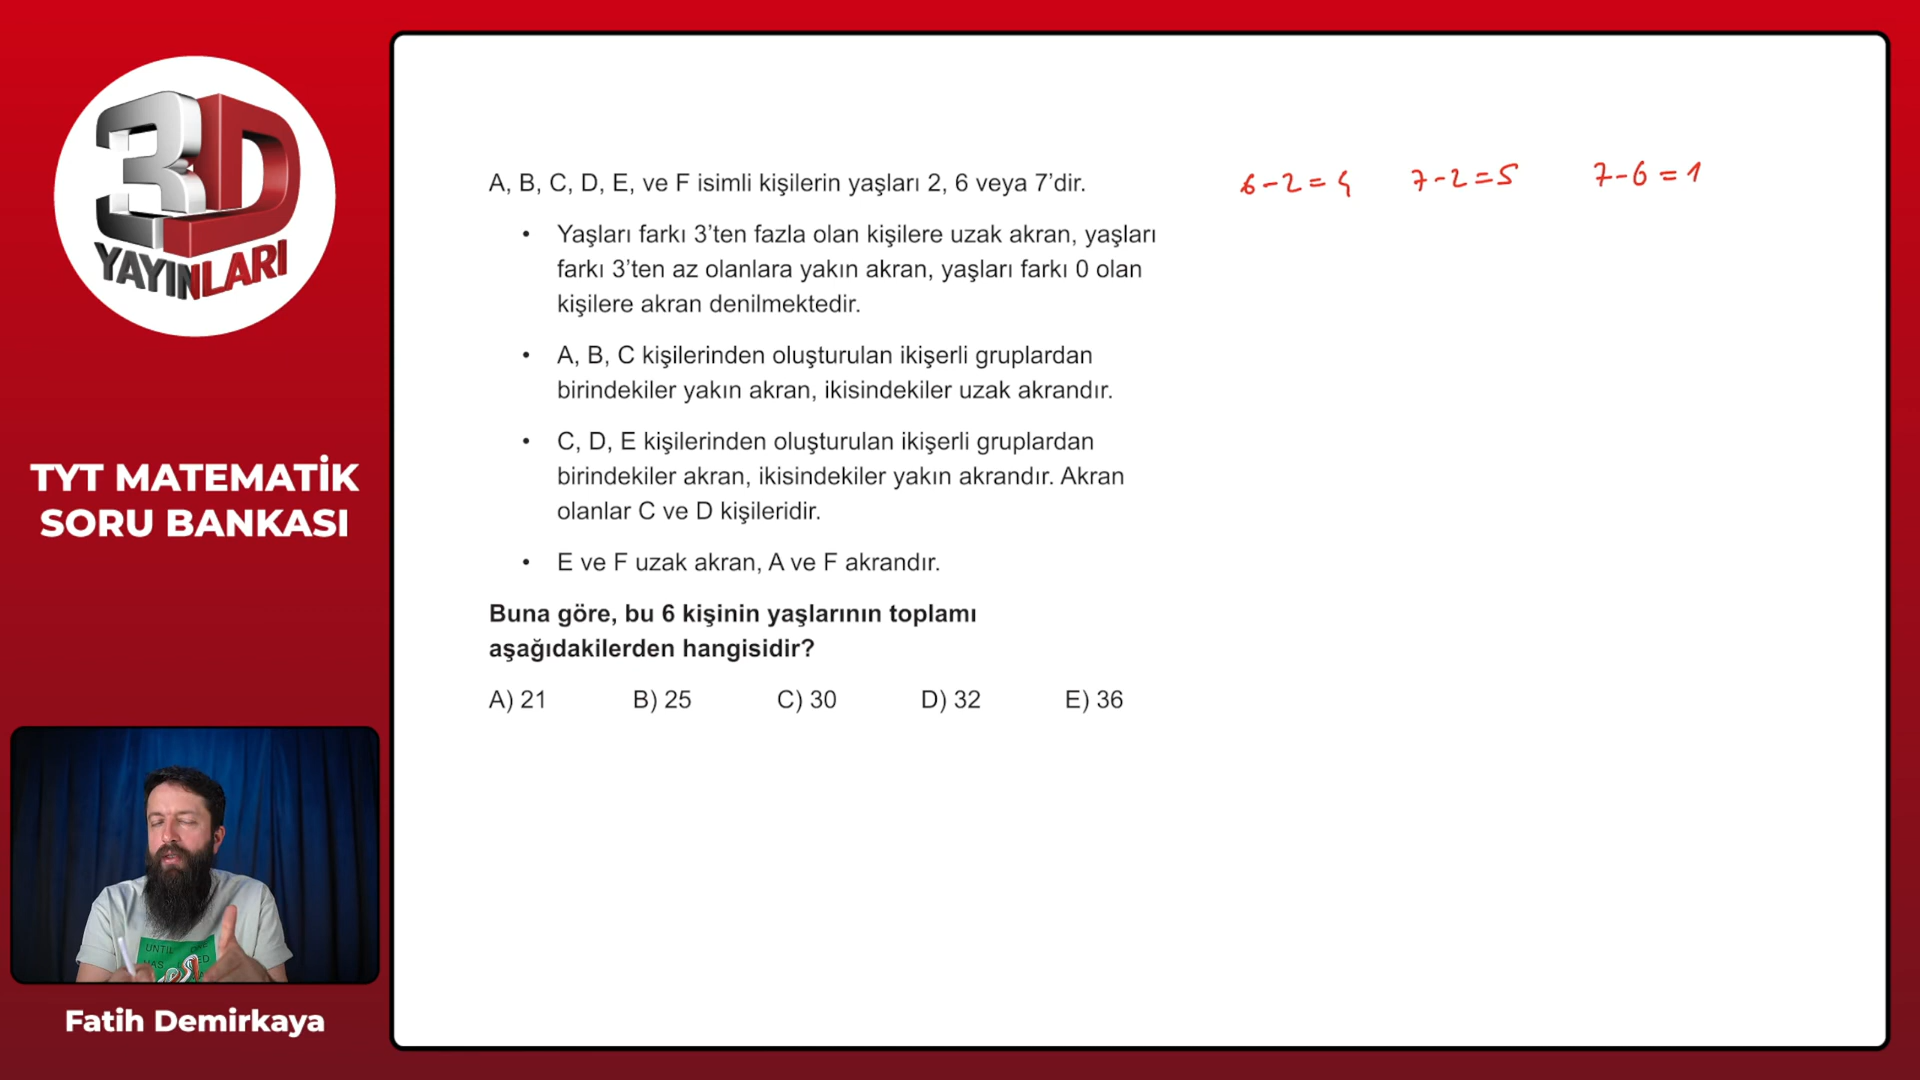 3D
YAYINLARI
TYT MATEMATİK
SORU BANKASI
Fatih Demirkaya
A, B, C, D, E, ve F isimli kişilerin yaşları 2, 6 veya 7’dir.
6-2=4 7-2=5 7-6=1
• Yaşları farkı 3’ten fazla olan kişilere uzak akran, yaşları
farkı 3’ten az olanlara yakın akran, yaşları farkı 0 olan
kişilere akran denilmektedir.
• A, B, C kişilerinden oluşturulan ikişerli gruplardan
birindekiler yakın akran, ikisindekiler uzak akrandır.
• C, D, E kişilerinden oluşturulan ikişerli gruplardan
birindekiler akran, ikisindekiler yakın akrandır. Akran
olanlar C ve D kişileridir.
• E ve F uzak akran, A ve F akrandır.
Buna göre, bu 6 kişinin yaşlarının toplamı
aşağıdakilerden hangisidir?
A) 21 B) 25 C) 30 D) 32 E) 36